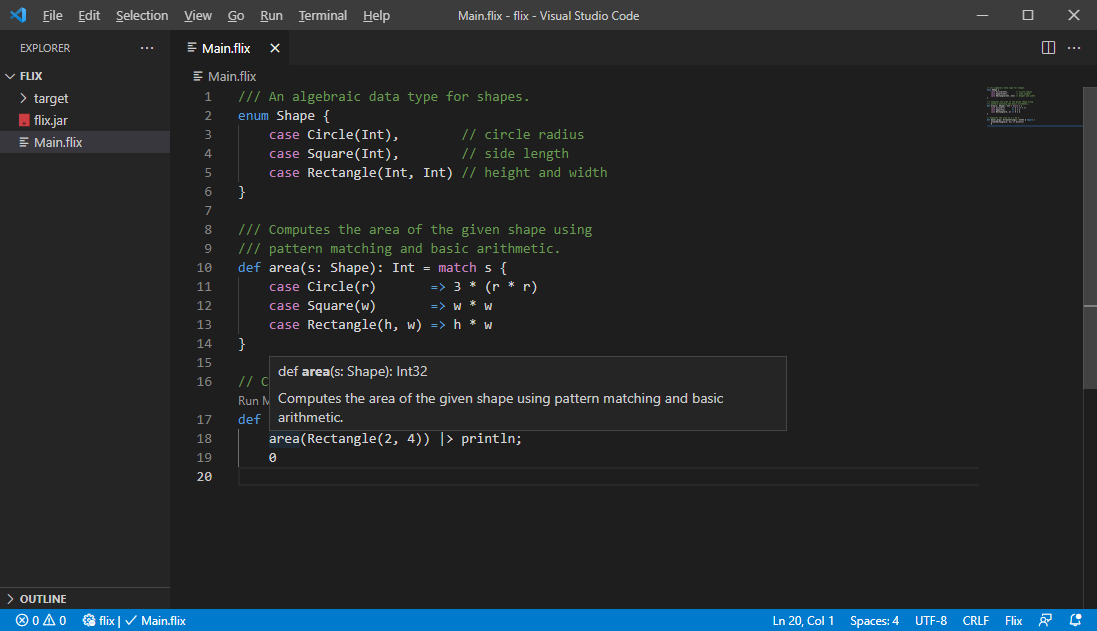 File Edit Selection View Go Run Terminal Help Main.flix - flix - Visual Studio Code
EXPLORER
FLIX
target
flix.jar
Main.flix
Main.flix
Main.flix
1 /// An algebraic data type for shapes.
2 enum Shape {
3 case Circle(Int), // circle radius
4 case Square(Int), // side length
5 case Rectangle(Int, Int) // height and width
6 }
7
8 /// Computes the area of the given shape using
9 /// pattern matching and basic arithmetic.
10 def area(s: Shape): Int = match s {
11 case Circle(r) => 3 * (r * r)
12 case Square(w) => w * w
13 case Rectangle(h, w) => h * w
14 }
15
16 // C
Run M
17 def
def area(s: Shape): Int32
Computes the area of the given shape using pattern matching and basic
arithmetic.
18 area(Rectangle(2, 4)) |> println;
19 0
20
OUTLINE
0 0 flix | Main.flix Ln 20, Col 1 Spaces: 4 UTF-8 CRLF Flix